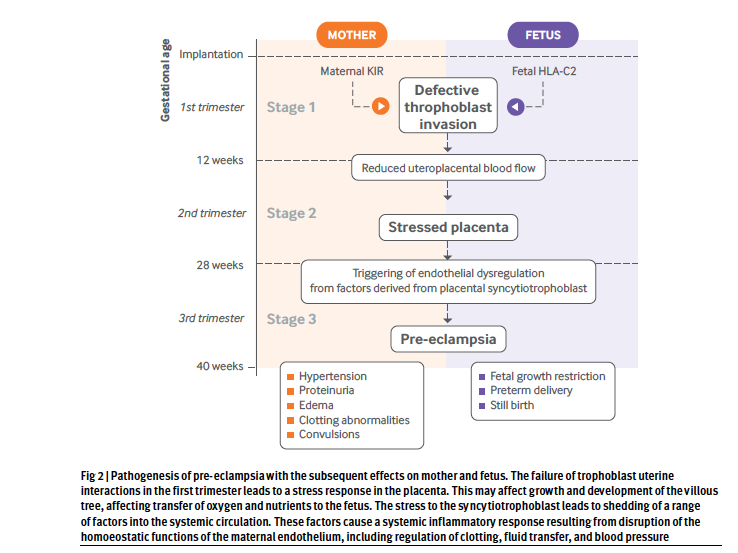 MOTHER
FETUS
Gestational age
Implantation
Maternal KIR
Fetal HLA-C2
Defective
throphoblast
invasion
1st trimester
Stage 1
12 weeks
Reduced uteroplacental blood flow
2nd trimester
Stage 2
Stressed placenta
28 weeks
Triggering of endothelial dysregulation
from factors derived from placental syncytiotrophoblast
3rd trimester
Stage 3
Pre-eclampsia
40 weeks
Hypertension
Proteinuria
Edema
Clotting abnormalities
Convulsions
Fetal growth restriction
Preterm delivery
Still birth
Fig 2 | Pathogenesis of pre-eclampsia with the subsequent effects on mother and fetus. The failure of trophoblast uterine
interactions in the first trimester leads to a stress response in the placenta. This may affect growth and development of the villous
tree, affecting transfer of oxygen and nutrients to the fetus. The stress to the syncytiotrophoblast leads to shedding of a range
of factors into the systemic circulation. These factors cause a systemic inflammatory response resulting from disruption of the
homoeostatic functions of the maternal endothelium, including regulation of clotting, fluid transfer, and blood pressure